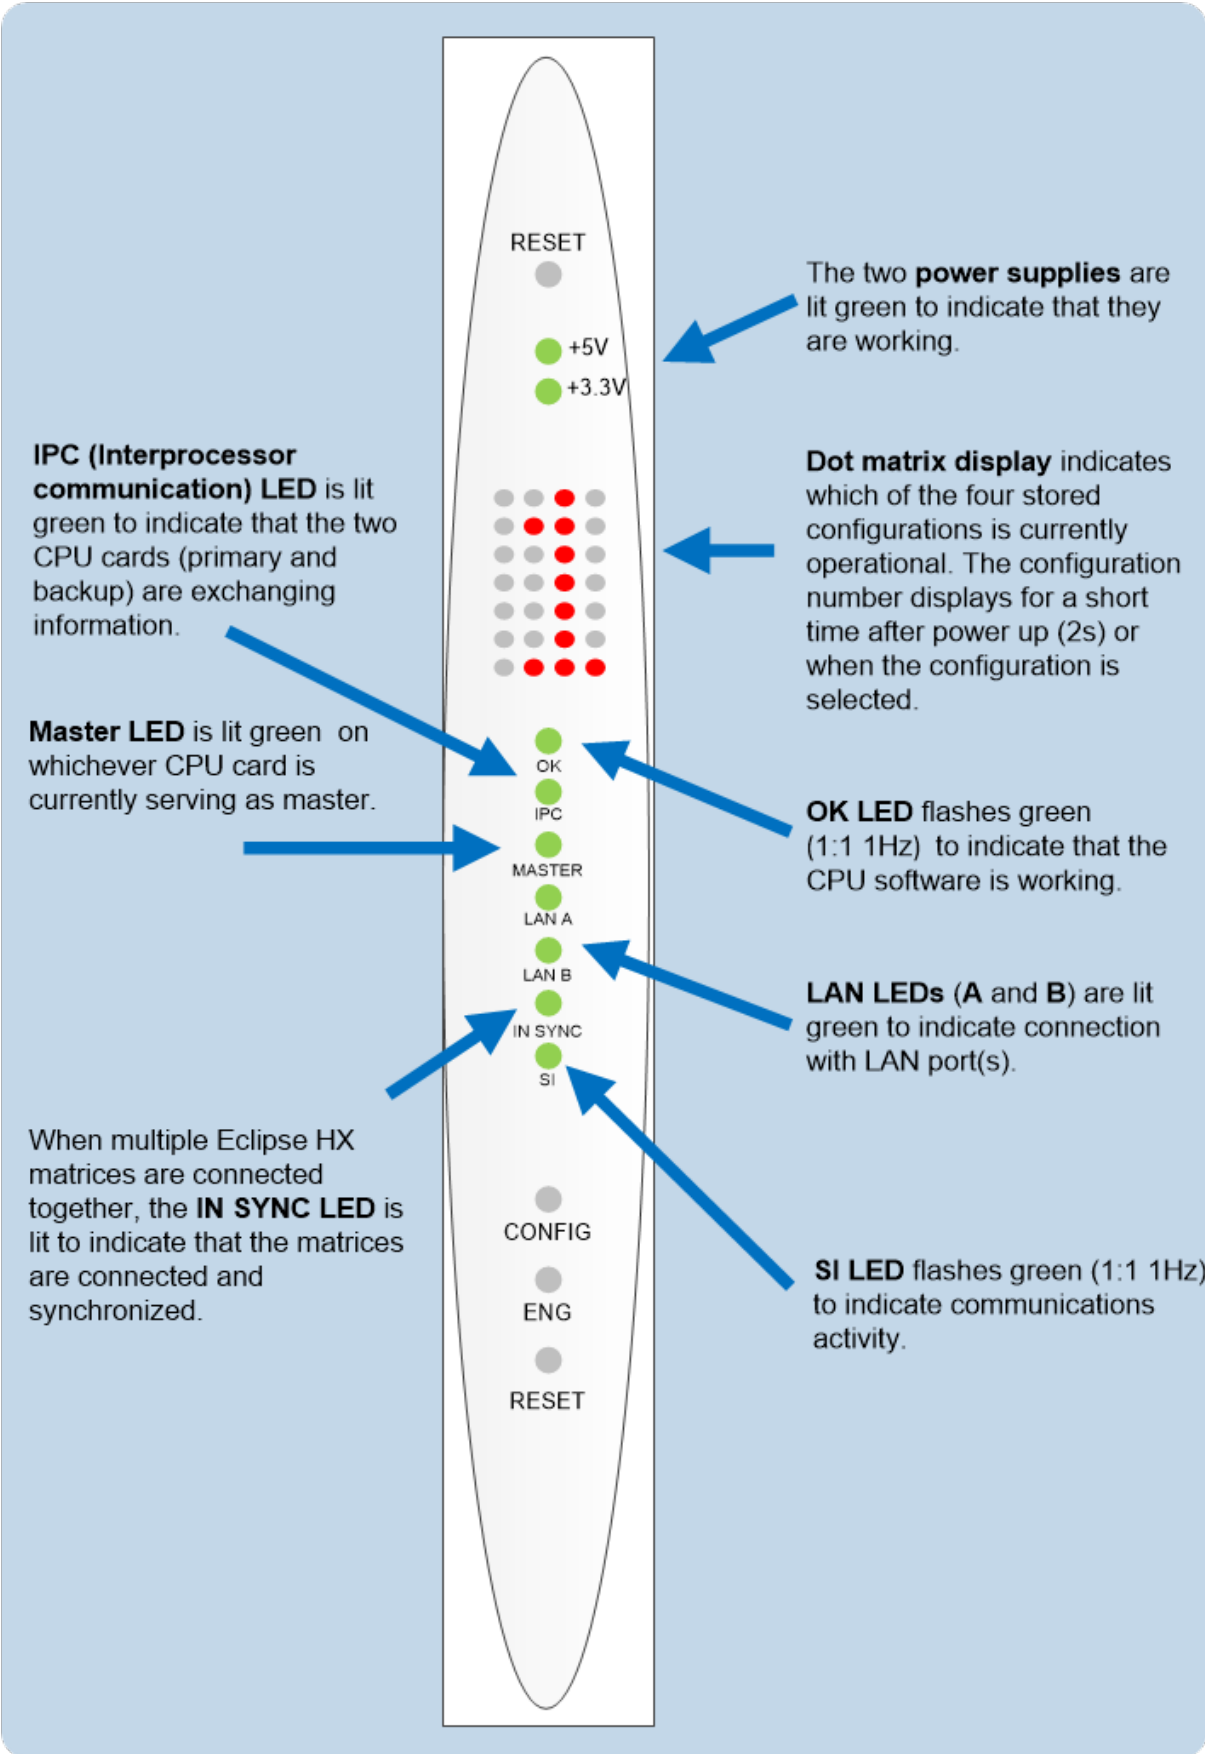 RESET
The two power supplies are
lit green to indicate that they
are working.
+5V
+3.3V
IPC (Interprocessor
communication) LED is lit
green to indicate that the two
CPU cards (primary and
backup) are exchanging
information.
Dot matrix display indicates
which of the four stored
configurations is currently
operational. The configuration
number displays for a short
time after power up (2s) or
when the configuration is
selected.
Master LED is lit green on
whichever CPU card is
currently serving as master.
OK
IPC
MASTER
LAN A
LAN B
IN SYNC
SI
OK LED flashes green
(1:1 1Hz) to indicate that the
CPU software is working.
LAN LEDs (A and B) are lit
green to indicate connection
with LAN port(s).
When multiple Eclipse HX
matrices are connected
together, the IN SYNC LED is
lit to indicate that the matrices
are connected and
synchronized.
SI LED flashes green (1:1 1Hz)
to indicate communications
activity.
CONFIG
ENG
RESET